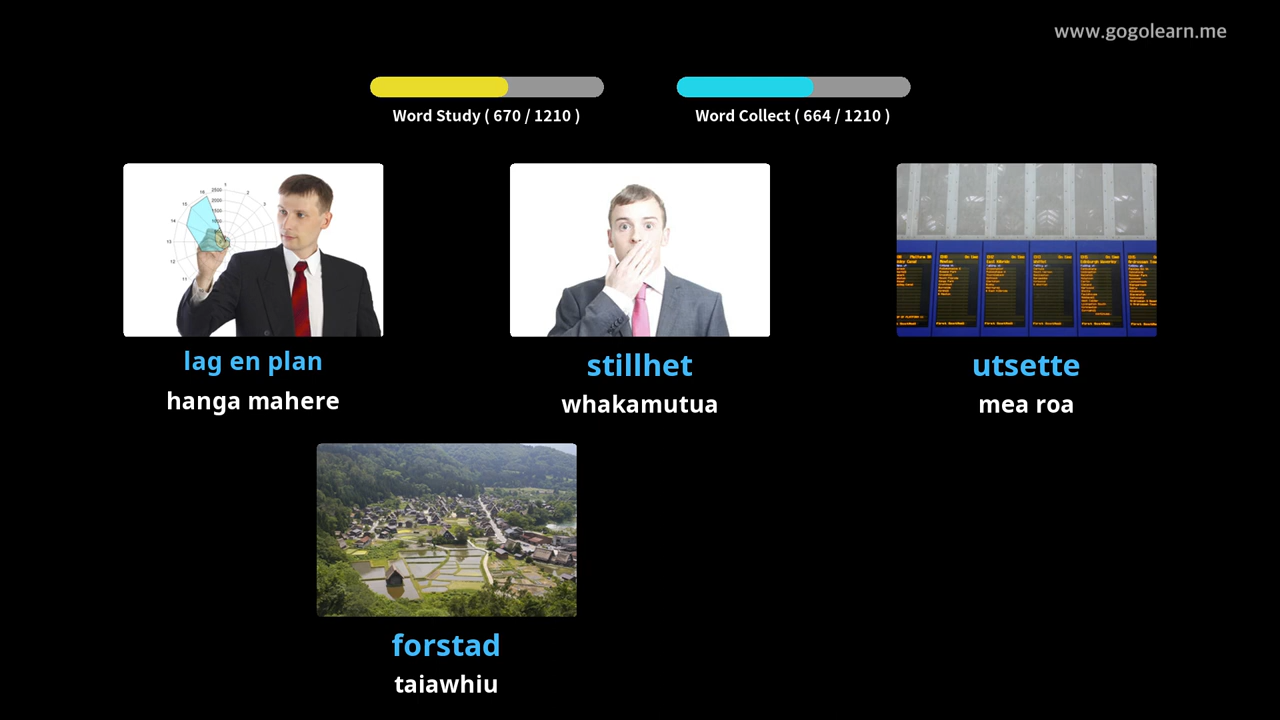 www.gogolearn.me
Word Study ( 670 / 1210 )
Word Collect ( 664 / 1210 )
lag en plan
hanga mahere
stillhet
whakamutua
utsette
mea roa
forstad
taiawhiu